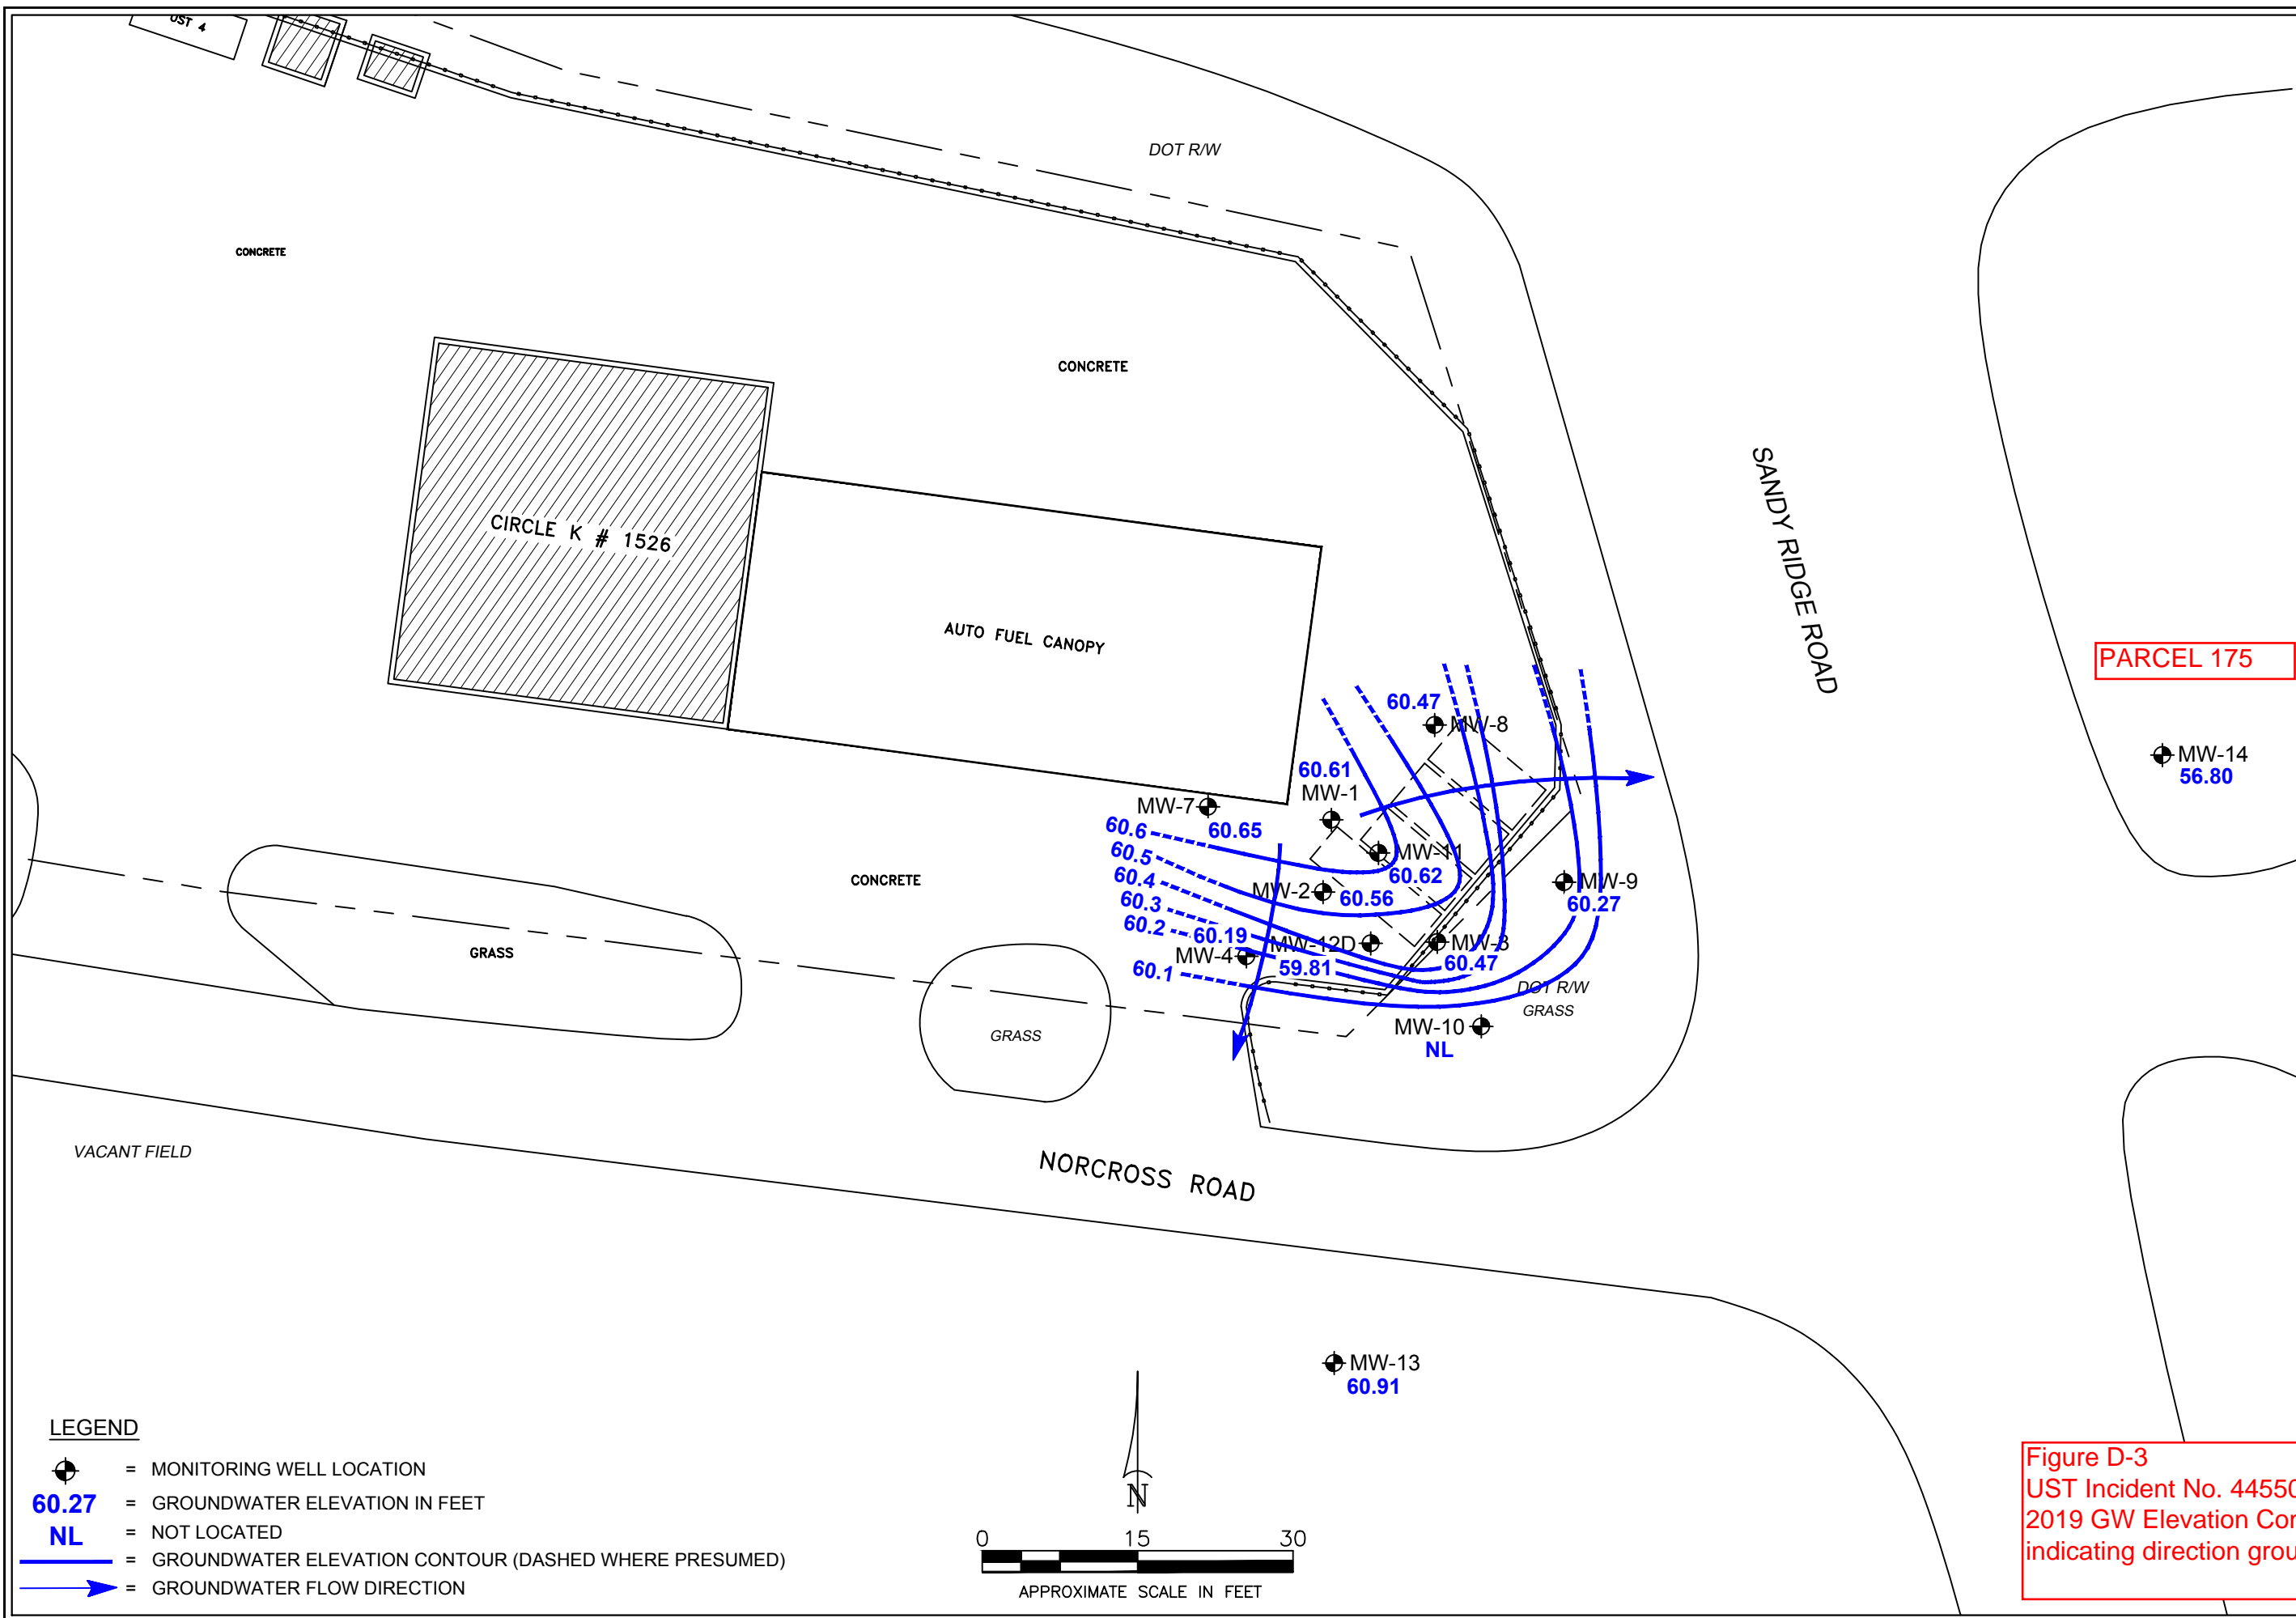 UST 4
DOT R/W
CONCRETE
CONCRETE
SANDY RIDGE ROAD
CIRCLE K # 1526
AUTO FUEL CANOPY
PARCEL 175
60.47
MW-8
MW-14
56.80
60.61
MW-1
MW-7
60.65
60.6
60.5
60.4
60.3
60.2
60.1
MW-11
60.62
MW-2
60.56
MW-9
60.27
CONCRETE
60.19
MW-4
MW-12D
59.81
MW-3
60.47
GRASS
DOT R/W
GRASS
GRASS
MW-10
NL
VACANT FIELD
NORCROSS ROAD
MW-13
60.91
LEGEND
= MONITORING WELL LOCATION
60.27 = GROUNDWATER ELEVATION IN FEET
NL = NOT LOCATED
= GROUNDWATER ELEVATION CONTOUR (DASHED WHERE PRESUMED)
= GROUNDWATER FLOW DIRECTION
N
0 15 30
APPROXIMATE SCALE IN FEET
Figure D-3
UST Incident No. 44550
2019 GW Elevation
indicating direction